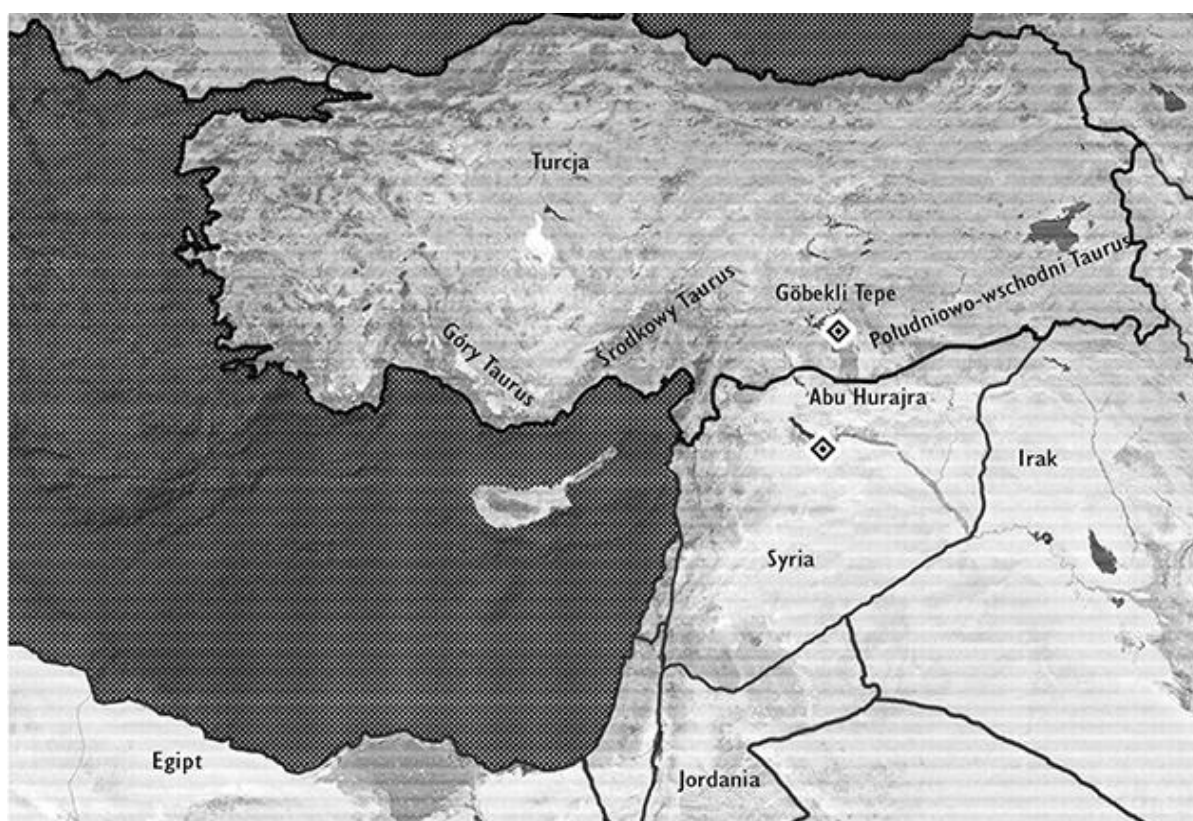 Turcja
Göbekli Tepe
Południowo-wschodni Taurus
Środkowy Taurus
Góry Taurus
Abu Hurajra
Irak
Syria
Egipt
Jordania